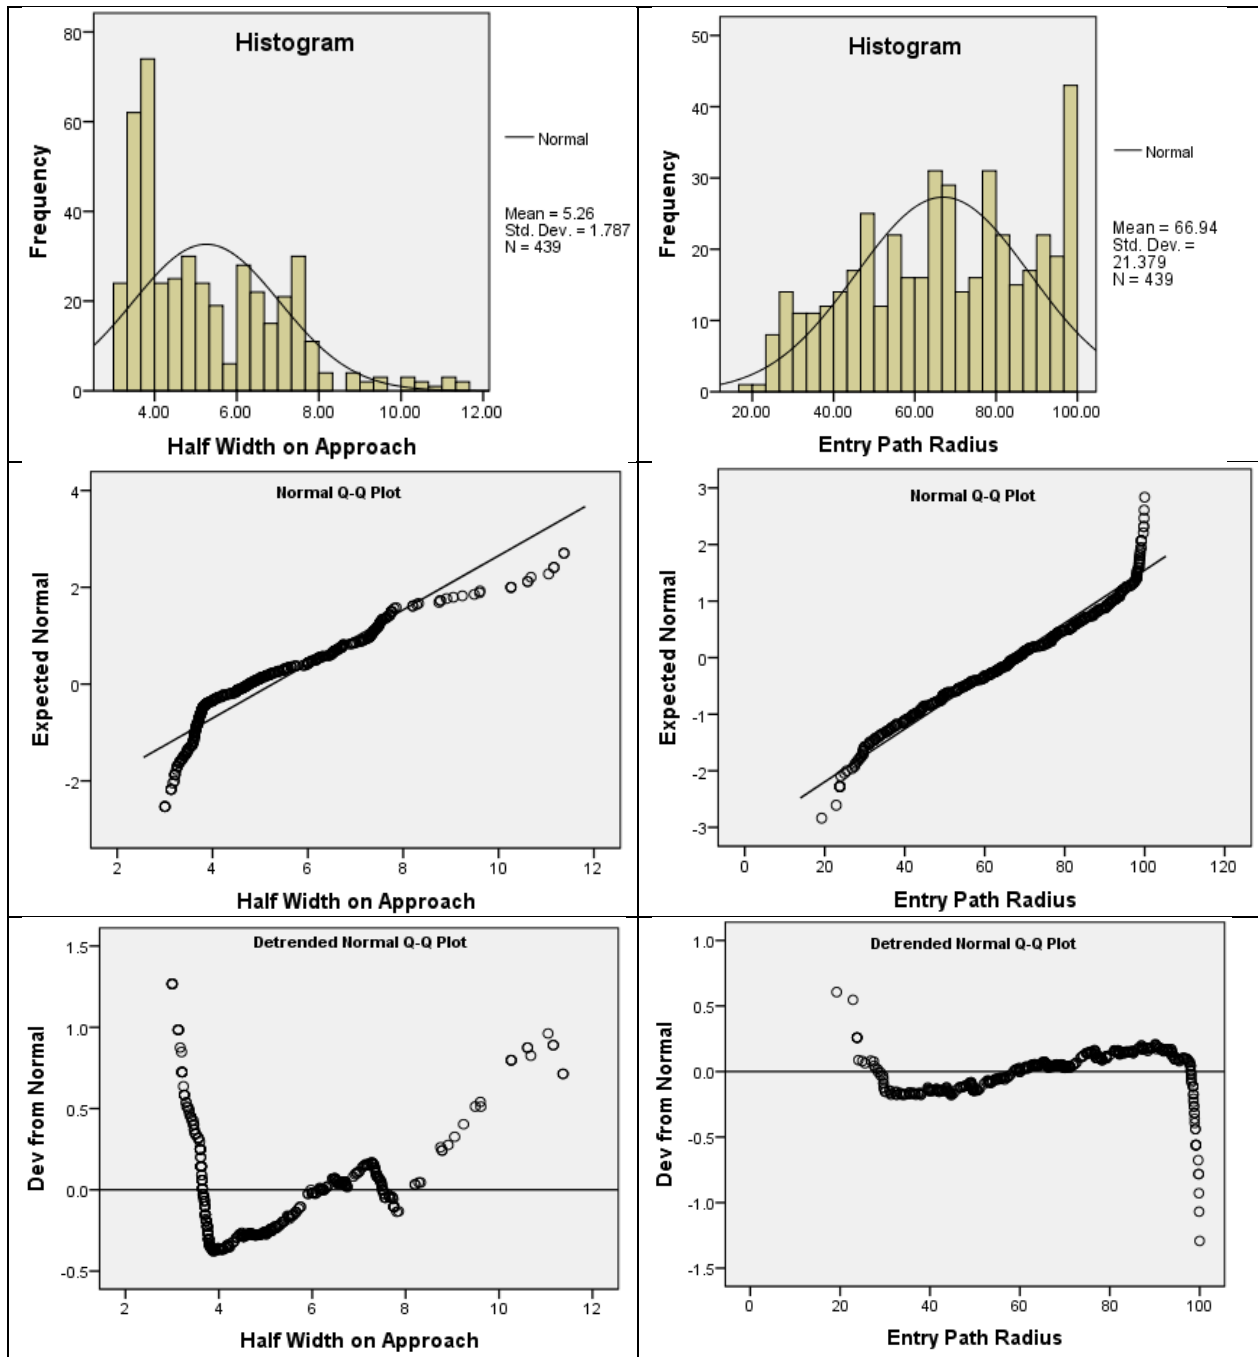 Histogram
80
60
40
20
0
Frequency
4.00 6.00 8.00 10.00 12.00
Half Width on Approach
Normal
Mean = 5.26
Std. Dev. = 1.787
N = 439
Histogram
50
40
30
20
10
0
Frequency
20.00 40.00 60.00 80.00 100.00
Entry Path Radius
Normal
Mean = 66.94
Std. Dev. =
21.379
N = 439
Normal Q-Q Plot
4
2
0
-2
Expected Normal
2 4 6 8 10 12
Half Width on Approach
Normal Q-Q Plot
3
2
1
0
-1
-2
-3
Expected Normal
0 20 40 60 80 100 120
Entry Path Radius
Detrended Normal Q-Q Plot
1.5
1.0
0.5
0.0
-0.5
Dev from Normal
2 4 6 8 10 12
Half Width on Approach
Detrended Normal Q-Q Plot
1.0
0.5
0.0
-0.5
-1.0
-1.5
Dev from Normal
0 20 40 60 80 100
Entry Path Radius